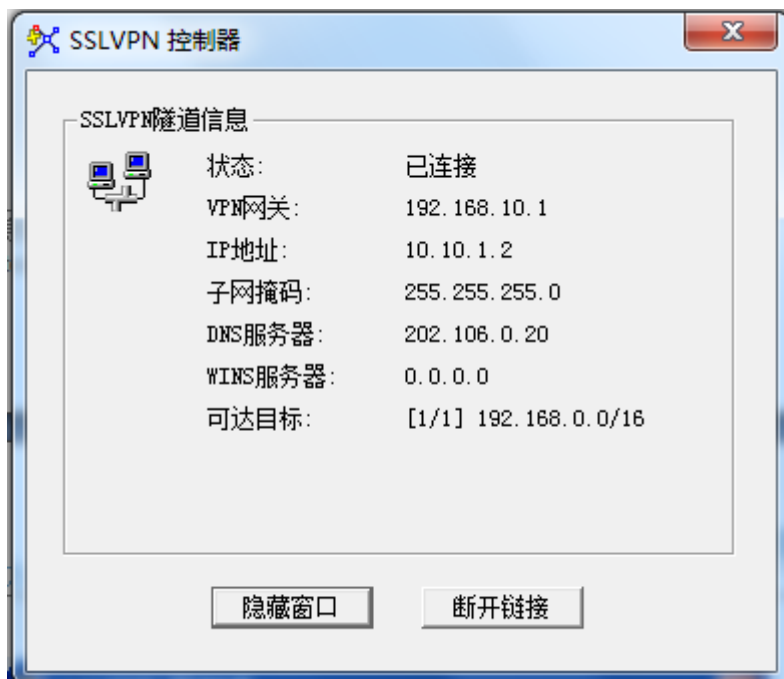 SSLVPN 控制器
SSLVPN隧道信息
状态: 已连接
VPN网关: 192.168.10.1
IP地址: 10.10.1.2
子网掩码: 255.255.255.0
DNS服务器: 202.106.0.20
WINS服务器: 0.0.0.0
可达目标: [1/1] 192.168.0.0/16
隐藏窗口 断开链接